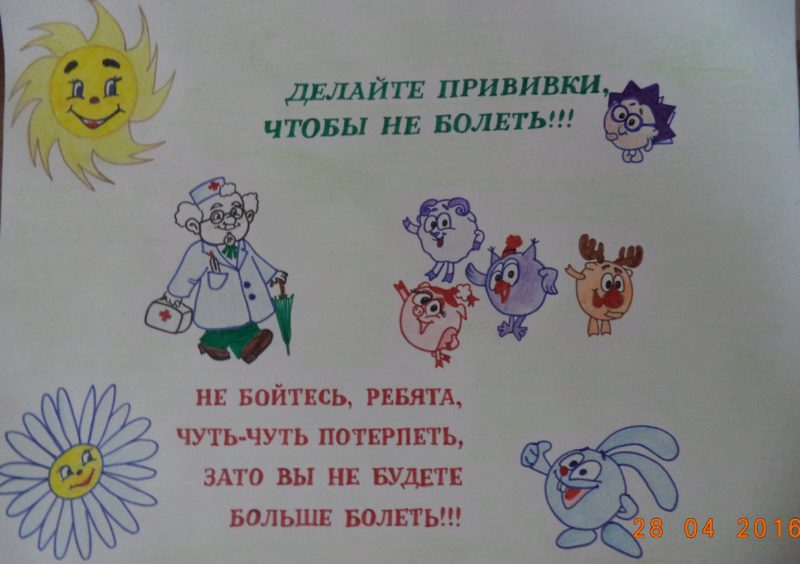 ДЕЛАЙТЕ ПРИВИВКИ,
ЧТОБЫ НЕ БОЛЕТЬ!!!
НЕ БОЙТЕСЬ, РЕБЯТА,
ЧУТЬ-ЧУТЬ ПОТЕРПЕТЬ,
ЗАТО ВЫ НЕ БУДЕТЕ
БОЛЬШЕ БОЛЕТЬ!!!
28 04 2016